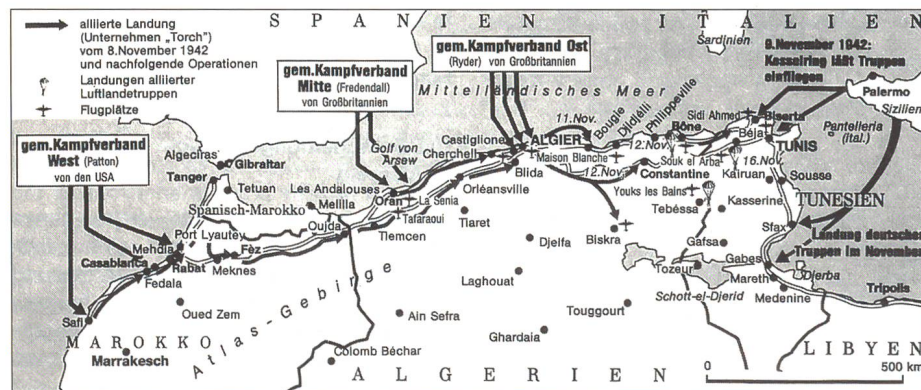 S P A N I E N
I T A L I E N
alliierte Landung
(Unternehmen „Torch")
vom 8.November 1942
und nachfolgende Operationen
Landungen alliierter
Luftlandetruppen
Flugplätze
gem.Kampfverband
West (Patton)
von den USA
gem.Kampfverband
Mitte (Fredendall)
von Großbritannien
gem.Kampfverband Ost
(Ryder) von Großbritannien
9.November 1942:
Kesselring läßt Truppen
einfliegen
Sardinien
Palermo
Sizilien
Mittelländisches Meer
Pantelleria
(ital.)
Algeciras
Gibraltar
Tanger
Tetuan
Spanisch-Marokko
Melilla
Golf von
Arsew
Les Andalouses
Oran
La Senia
Tafaraoui
Oujda
Tlemcen
Castiglione
Cherchell
ALGIER
Maison Blanche
Blida
Orléansville
11.Nov.
12.Nov.
12.Nov.
16.Nov.
Bougie
Djidjelli
Philippeville
Bône
Sidi Ahmed
Biserta
Béja
TUNIS
Souk el Arba
Constantine
Kairuan
Sousse
Youks les Bains
Tebéssa
Kasserine
TUNESIEN
Sfax
Landung deutscher
Truppen im November
Gafsa
Gabes
Tozeur
Mareth
Djerba
Schott-el-Djerid
Medenine
Tripolis
Port Lyautey
Mehdia
Casablanca
Rabat
Fedala
Fèz
Meknes
Safi
Oued Zem
M A R O K K O
Marrakesch
Atlas-Gebirge
Tiaret
Djelfa
Biskra
Laghouat
Touggourt
Ain Sefra
Ghardaia
Colomb Béchar
A L G E R I E N
L I B Y E N
0
500 km